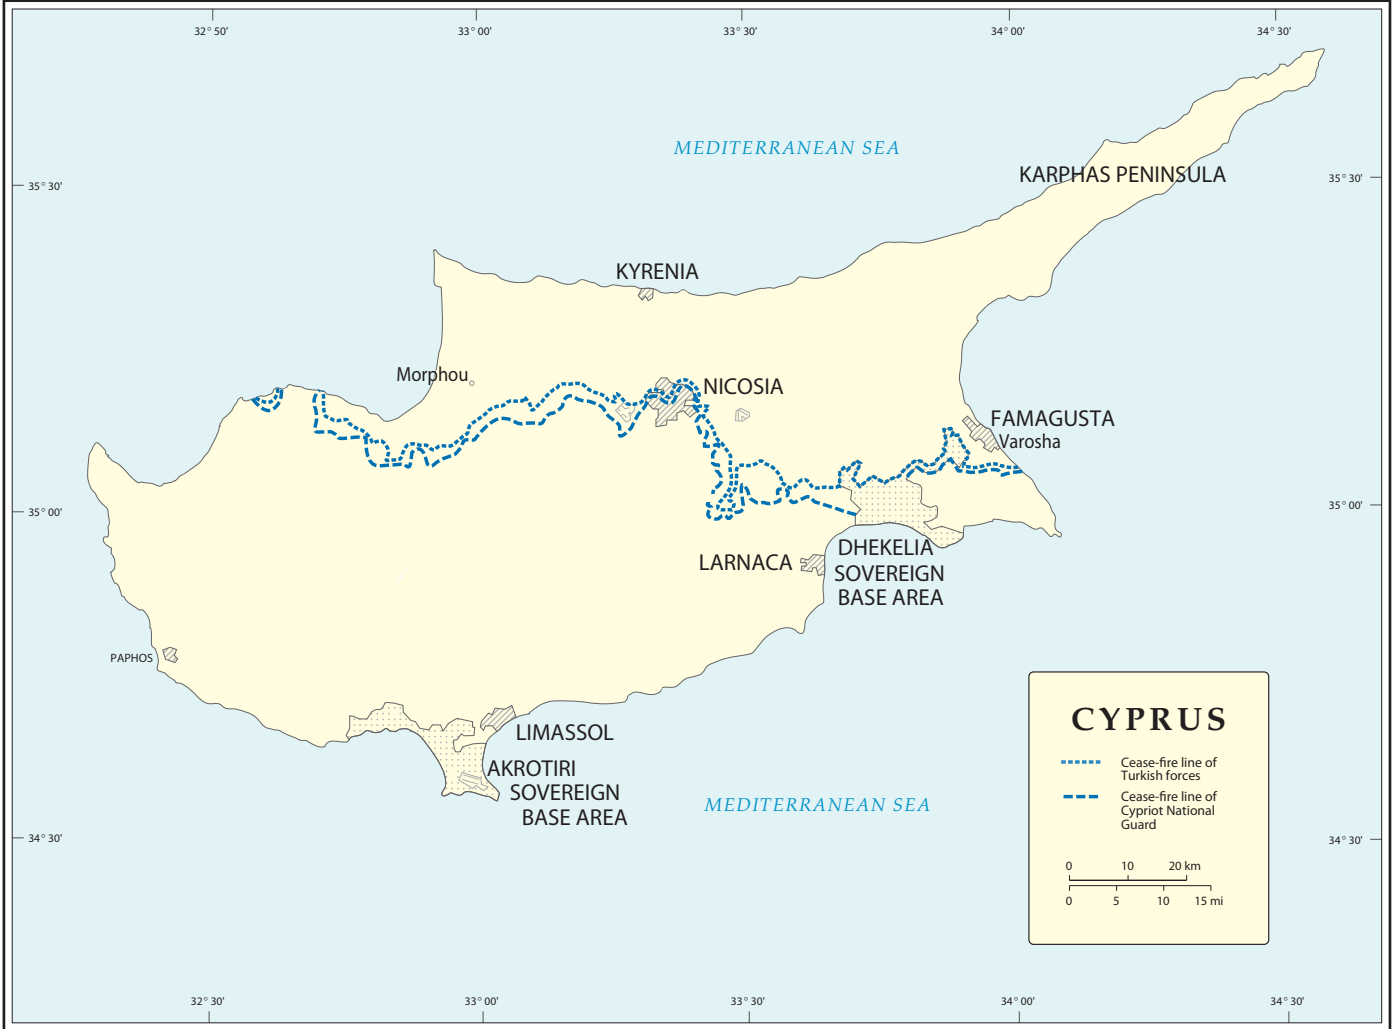 32° 50'
33° 00'
33° 30'
34° 00'
34° 30'
MEDITERRANEAN SEA
KARPHAS PENINSULA
35° 30'
35° 30'
KYRENIA
Morphou
NICOSIA
FAMAGUSTA
Varosha
35° 00'
35° 00'
LARNACA
DHEKELIA
SOVEREIGN
BASE AREA
PAPHOS
LIMASSOL
AKROTIRI
SOVEREIGN
BASE AREA
MEDITERRANEAN SEA
34° 30'
34° 30'
CYPRUS
Cease-fire line of
Turkish forces
Cease-fire line of
Cypriot National
Guard
0 10 20 km
0 5 10 15 mi
32° 30'
33° 00'
33° 30'
34° 00'
34° 30'